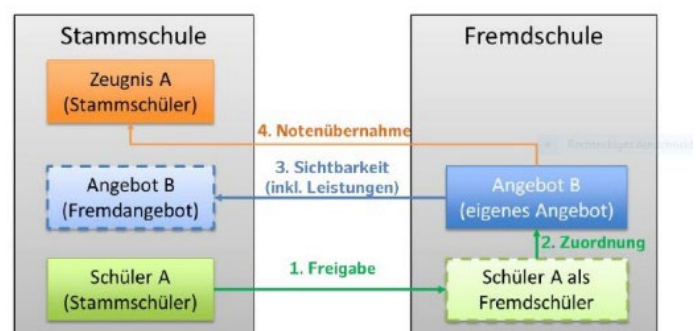 Stammschule
Fremdschule
Zeugnis A
(Stammschüler)
4. Notenübernahme
Angebot B
(Fremdangebot)
3. Sichtbarkeit
(inkl. Leistungen)
Angebot B
(eigenes Angebot)
2. Zuordnung
Schüler A
(Stammschüler)
1. Freigabe
Schüler A als
Fremdschüler